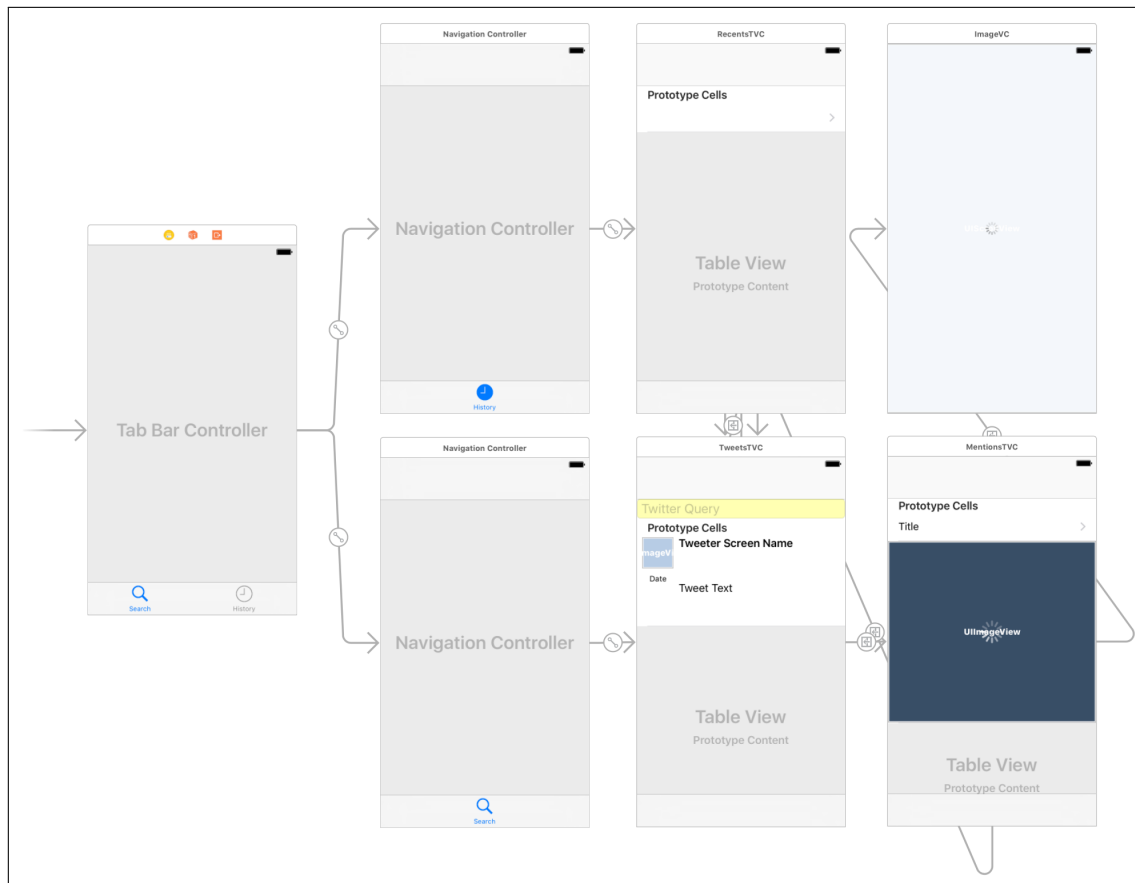 Navigation Controller
RecentsTVC
ImageVC
Prototype Cells
Navigation Controller
Table View
Prototype Content
History
Tab Bar Controller
Search
History
Navigation Controller
TweetsTVC
MentionsTVC
Twitter Query
Prototype Cells
Tweeter Screen Name
Date
Tweet Text
Prototype Cells
Title
UIImageView
Navigation Controller
Table View
Prototype Content
Table View
Prototype Content
Search